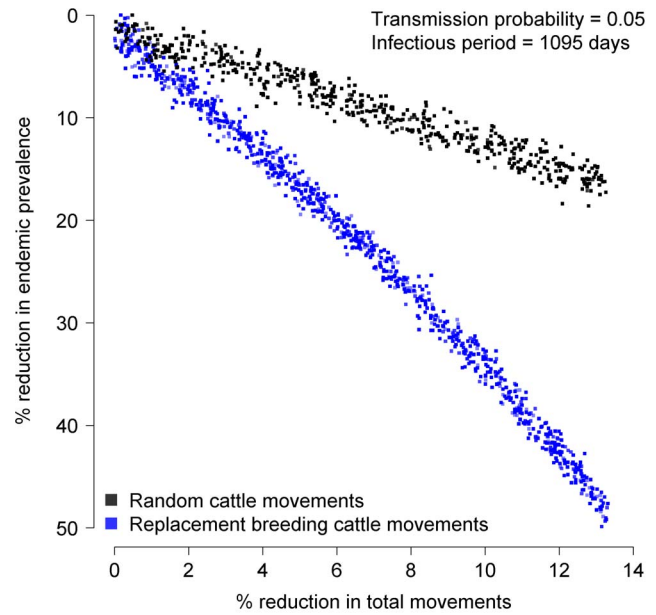 Transmission probability = 0.05
Infectious period = 1095 days
% reduction in endemic prevalence
0
10
20
30
40
50
Random cattle movements
Replacement breeding cattle movements
0 2 4 6 8 10 12 14
% reduction in total movements